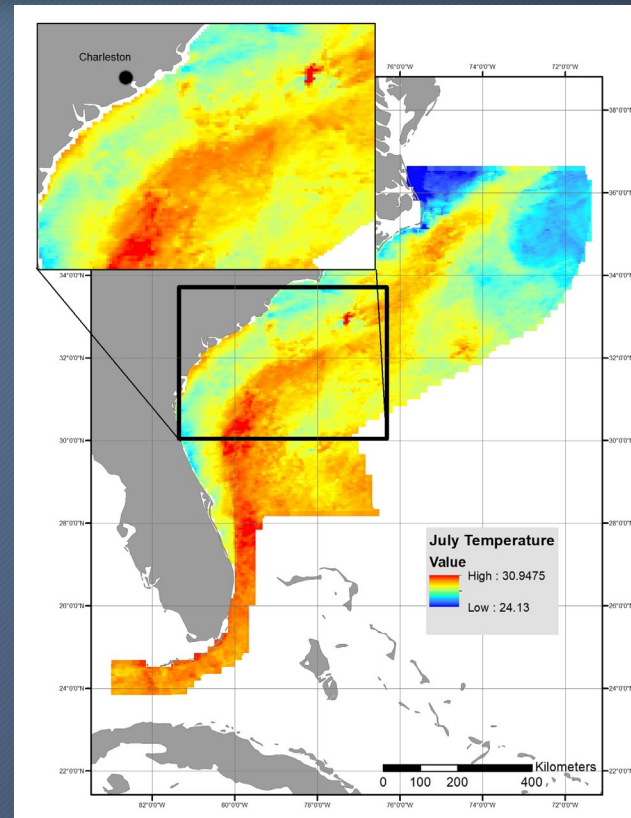 Charleston
76°0'0"W 74°0'0"W 72°0'0"W
38°0'0"N
36°0'0"N
34°0'0"N 34°0'0"N
32°0'0"N 32°0'0"N
30°0'0"N 30°0'0"N
28°0'0"N 28°0'0"N
July Temperature
Value
High : 30.9475
Low : 24.13
26°0'0"N 26°0'0"N
24°0'0"N 24°0'0"N
22°0'0"N 22°0'0"N
Kilometers
0 100 200 400
82°0'0"W 80°0'0"W 78°0'0"W 76°0'0"W 74°0'0"W 72°0'0"W